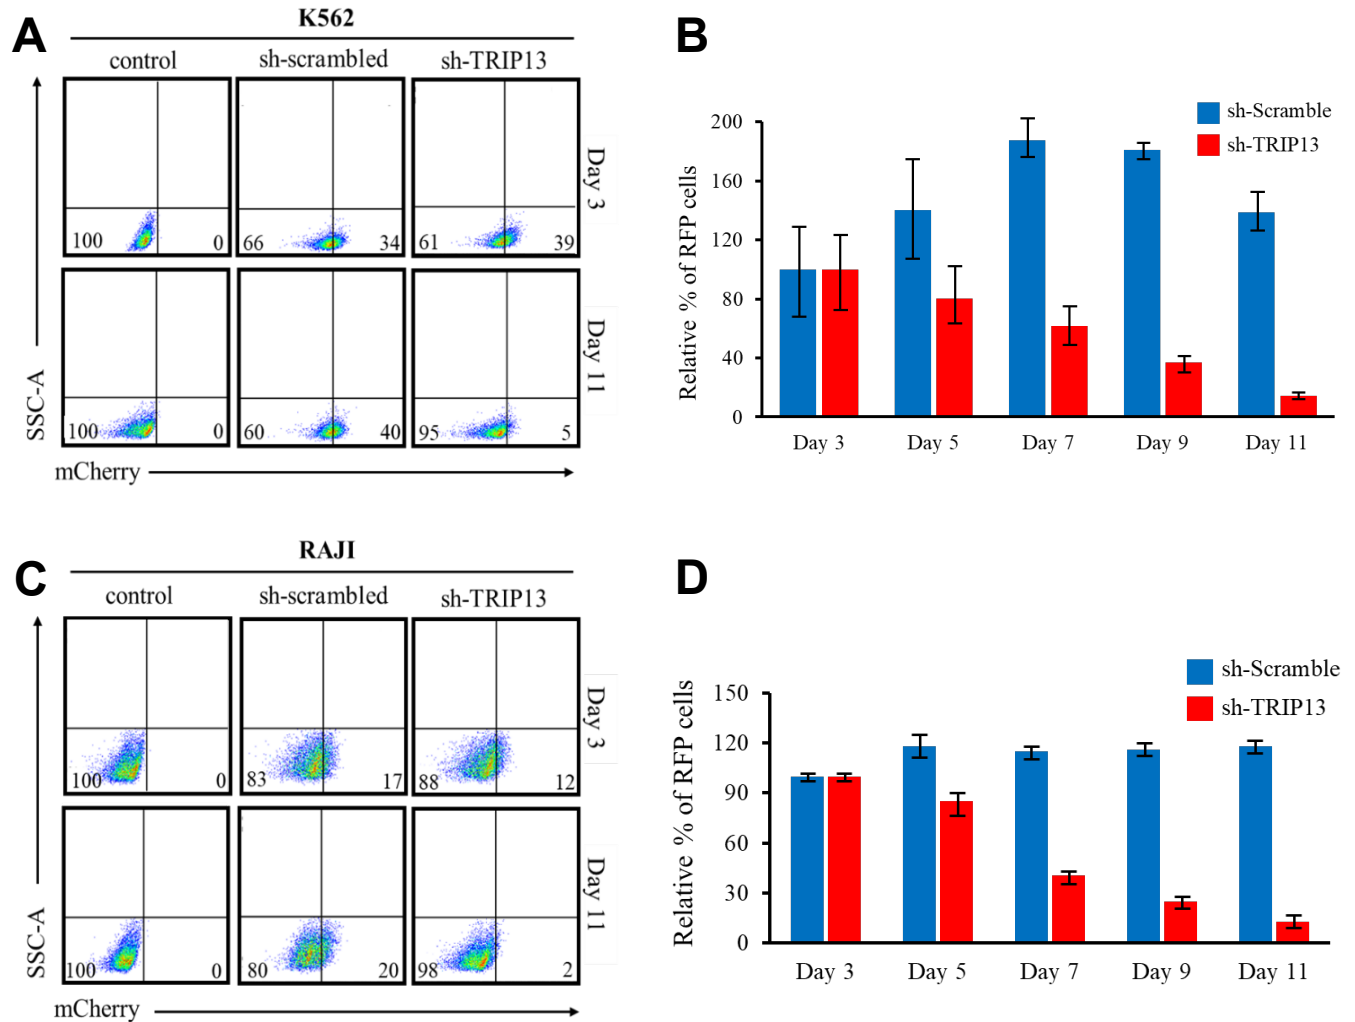 A
K562
control sh-scrambled sh-TRIP13
100 0 66 34 61 39
Day 3
100 0 60 40 95 5
Day 11
SSC-A
mCherry
B
sh-Scramble
sh-TRIP13
Relative % of RFP cells
200
160
120
80
40
0
Day 3 Day 5 Day 7 Day 9 Day 11
C
RAJI
control sh-scrambled sh-TRIP13
100 0 83 17 88 12
Day 3
100 0 80 20 98 2
Day 11
SSC-A
mCherry
D
sh-Scramble
sh-TRIP13
Relative % of RFP cells
150
120
90
60
30
0
Day 3 Day 5 Day 7 Day 9 Day 11